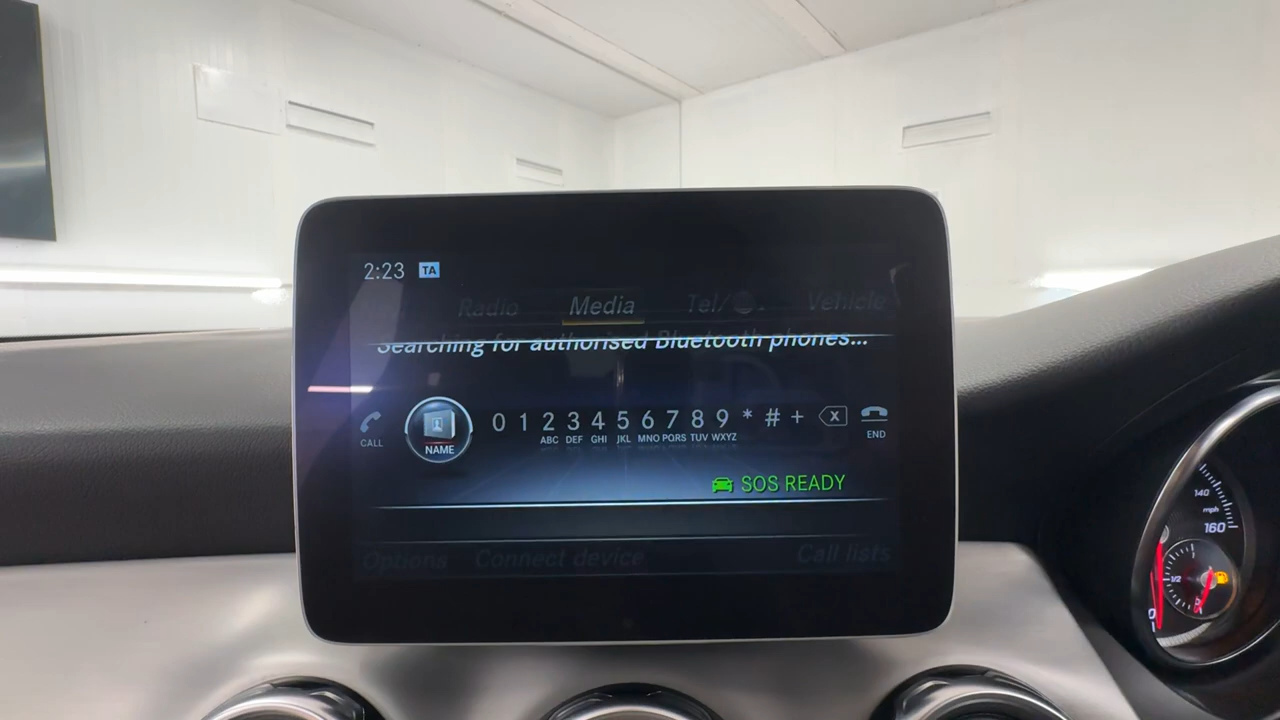 2:23 TA
Radio Media Tel/ Vehicle
Searching for authorised Bluetooth phones...
CALL NAME 0 1 2 3 4 5 6 7 8 9 * # + X END
ABC DEF GHI JKL MNO PQRS TUV WXYZ
SOS READY
Options Connect device Call lists
140
mph
160
1/2
0
0